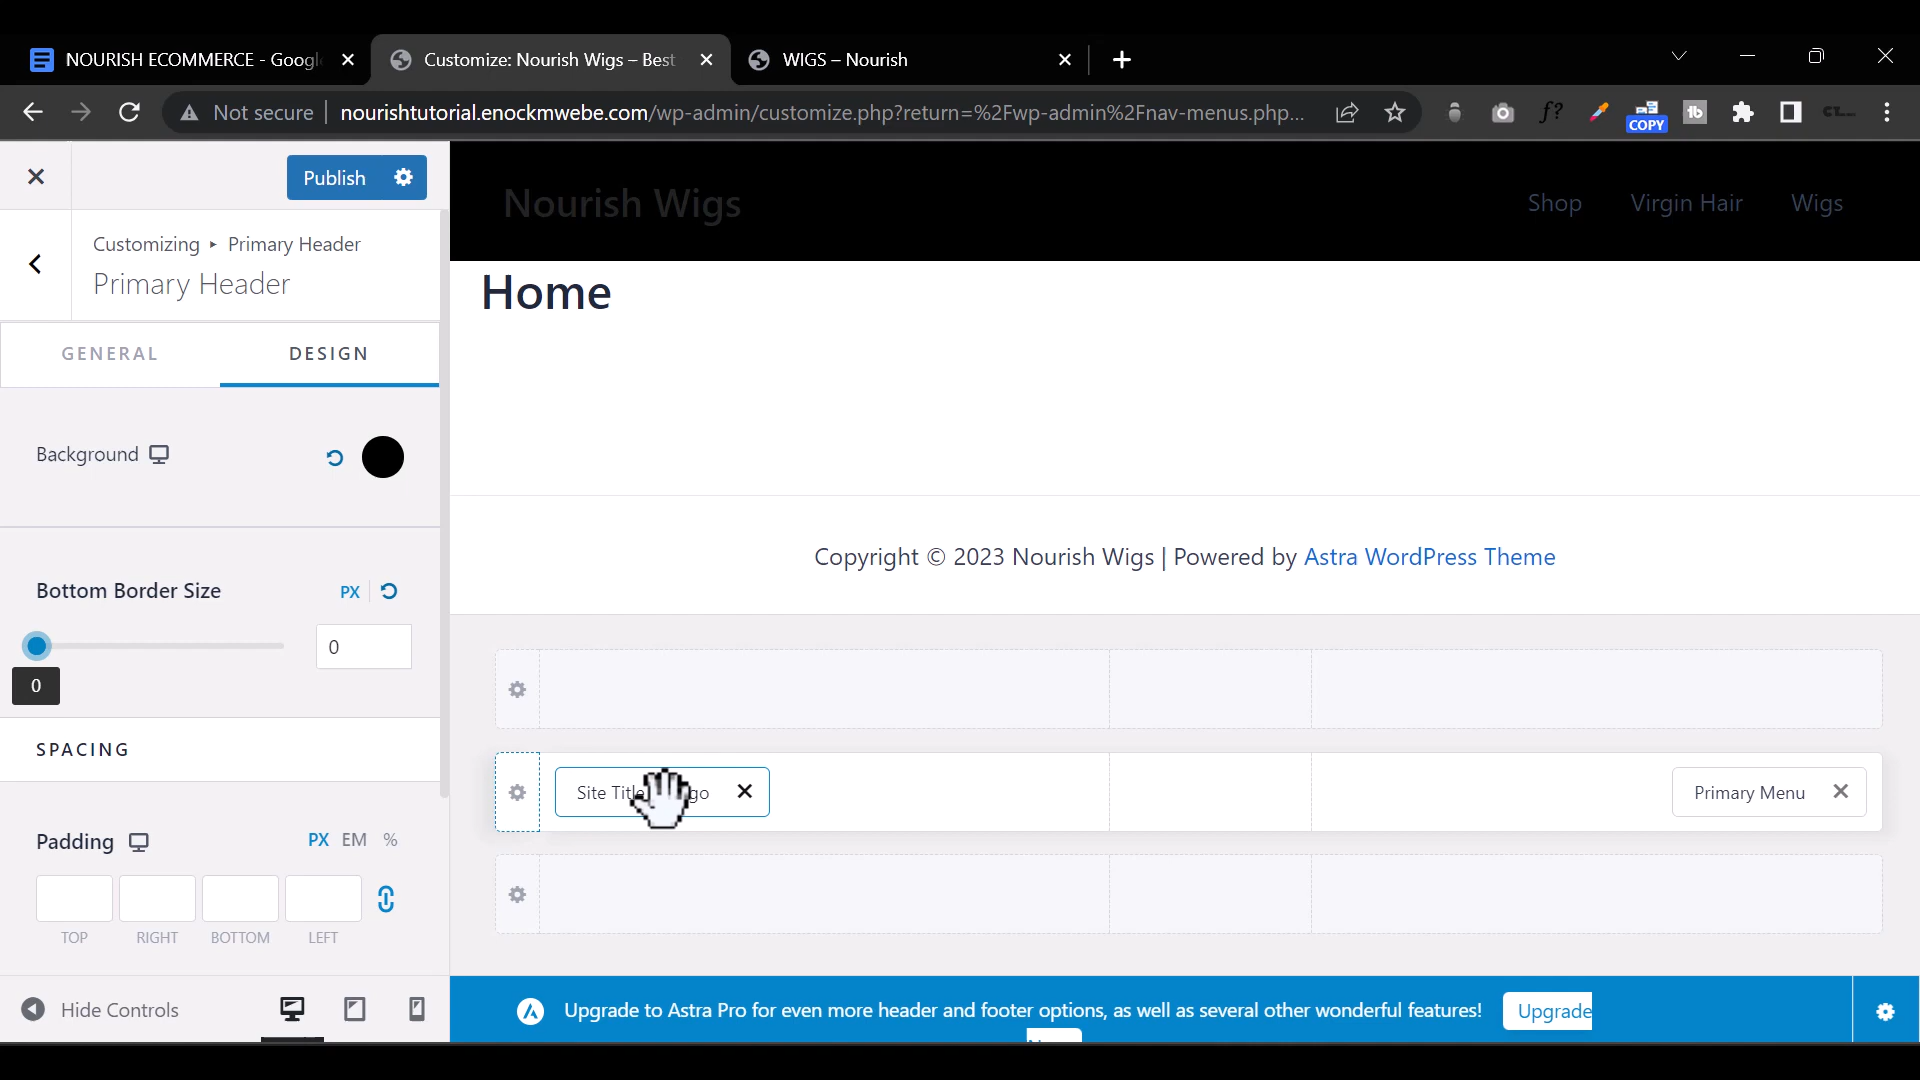 NOURISH ECOMMERCE - Googl
Customize: Nourish Wigs – Best
WIGS – Nourish
Not secure
nourishtutorial.enockmwebe.com/wp-admin/customize.php?return=%2Fwp-admin%2Fnav-menus.php...
f?
COPY
Publish
Nourish Wigs
Shop
Virgin Hair
Wigs
Customizing ▸ Primary Header
Primary Header
Home
GENERAL
DESIGN
Background
Copyright © 2023 Nourish Wigs | Powered by Astra WordPress Theme
Bottom Border Size
PX
0
0
SPACING
Site Title
go
Primary Menu
Padding
PX EM %
TOP RIGHT BOTTOM LEFT
Hide Controls
Upgrade to Astra Pro for even more header and footer options, as well as several other wonderful features!
Upgrade